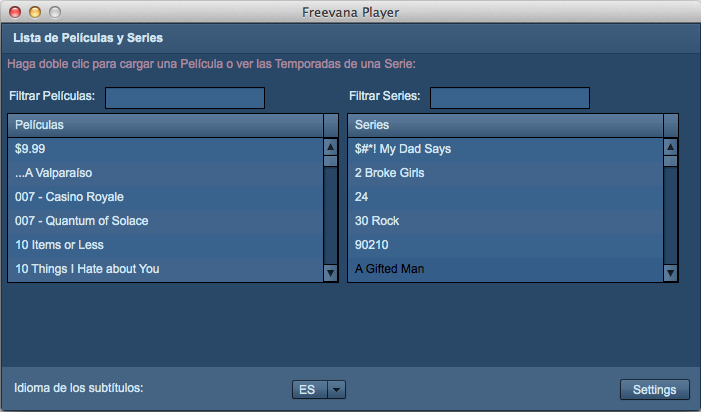 Freevana Player
Lista de Películas y Series
Haga doble clic para cargar una Película o ver las Temporadas de una Serie:
Filtrar Películas: Filtrar Series:
Películas Series
$9.99 $#*! My Dad Says
...A Valparaíso 2 Broke Girls
007 - Casino Royale 24
007 - Quantum of Solace 30 Rock
10 Items or Less 90210
10 Things I Hate about You A Gifted Man
Idioma de los subtítulos: ES Settings